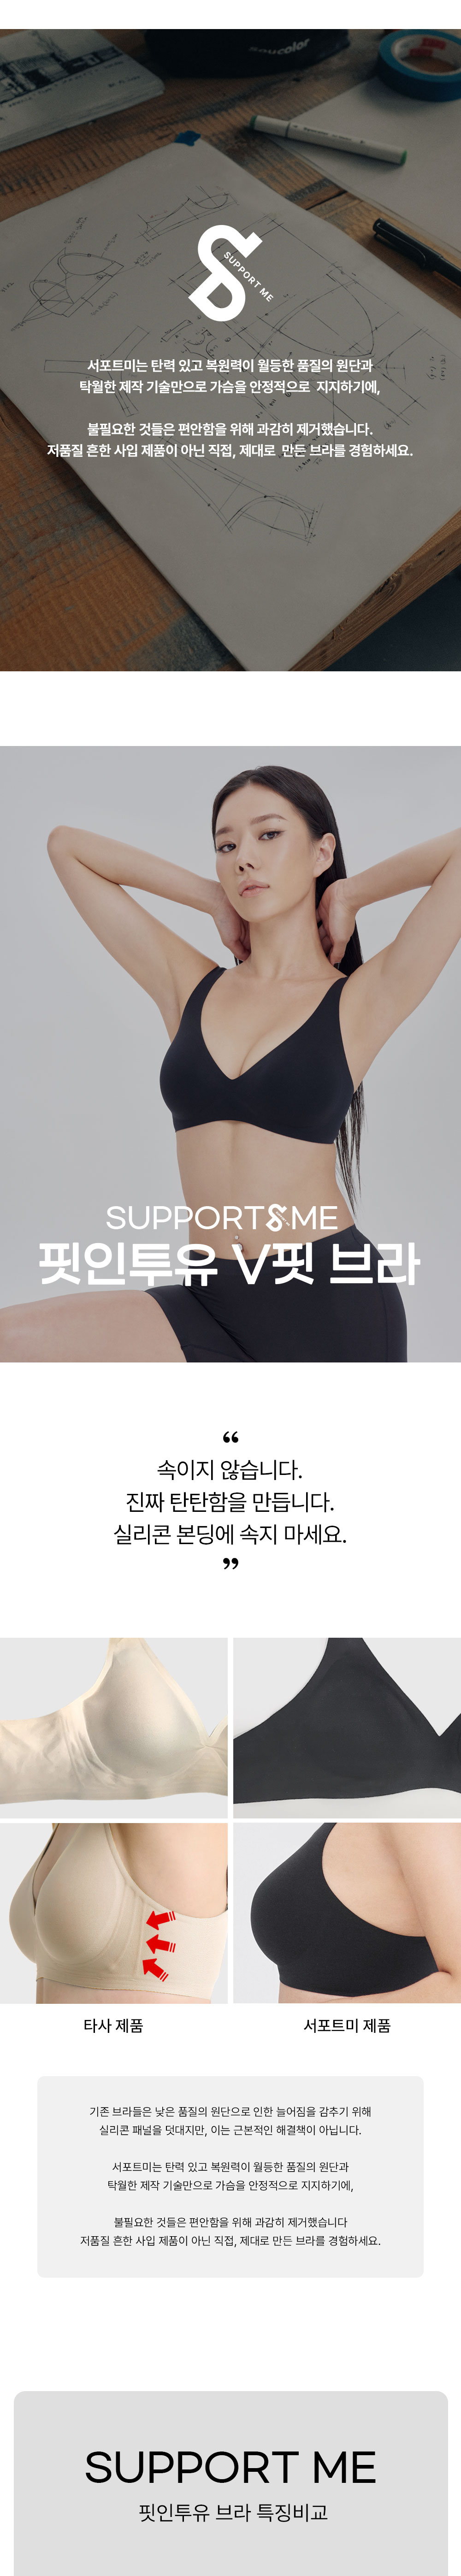 SUPPORT ME
서포트미는 탄력 있고 복원력이 월등한 품질의 원단과
탁월한 제작 기술만으로 가슴을 안정적으로 지지하기에,
불필요한 것들은 편안함을 위해 과감히 제거했습니다.
저품질 흔한 사입 제품이 아닌 직접, 제대로 만든 브라를 경험하세요.
SUPPORT ME
핏인투유 V핏 브라
“
속이지 않습니다.
진짜 탄탄함을 만듭니다.
실리콘 본딩에 속지 마세요.
”
타사 제품
서포트미 제품
기존 브라들은 낮은 품질의 원단으로 인한 늘어짐을 감추기 위해
실리콘 패널을 덧대지만, 이는 근본적인 해결책이 아닙니다.
서포트미는 탄력 있고 복원력이 월등한 품질의 원단과
탁월한 제작 기술만으로 가슴을 안정적으로 지지하기에,
불필요한 것들은 편안함을 위해 과감히 제거했습니다
저품질 흔한 사입 제품이 아닌 직접, 제대로 만든 브라를 경험하세요.
SUPPORT ME
핏인투유 브라 특징비교